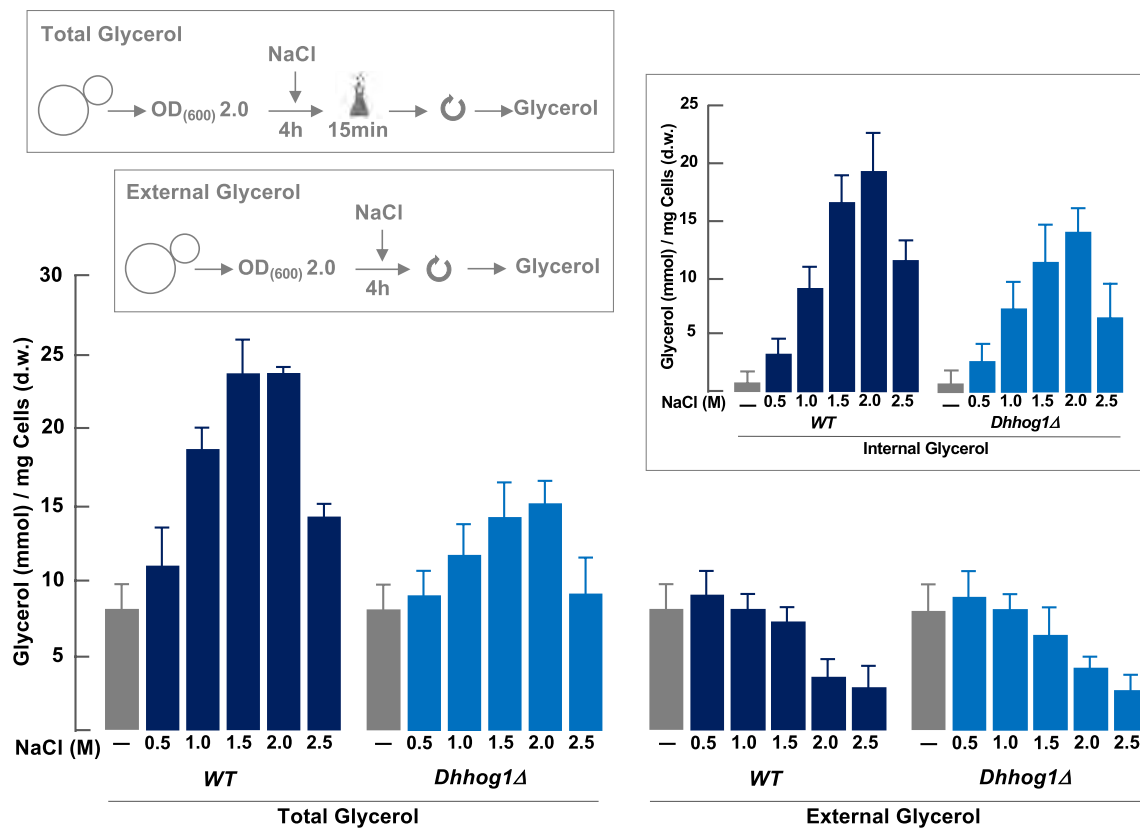 Total Glycerol
NaCl
OD(600) 2.0
Glycerol
4h 15min
External Glycerol
NaCl
OD(600) 2.0
Glycerol
4h
Glycerol (mmol) / mg Cells (d.w.)
30
25
20
15
10
5
NaCl (M) — 0.5 1.0 1.5 2.0 2.5 — 0.5 1.0 1.5 2.0 2.5
WT Dhhog1Δ
Total Glycerol
Glycerol (mmol) / mg Cells (d.w.)
25
20
15
10
5
NaCl (M) — 0.5 1.0 1.5 2.0 2.5 — 0.5 1.0 1.5 2.0 2.5
WT Dhhog1Δ
Internal Glycerol
— 0.5 1.0 1.5 2.0 2.5 — 0.5 1.0 1.5 2.0 2.5
WT Dhhog1Δ
External Glycerol